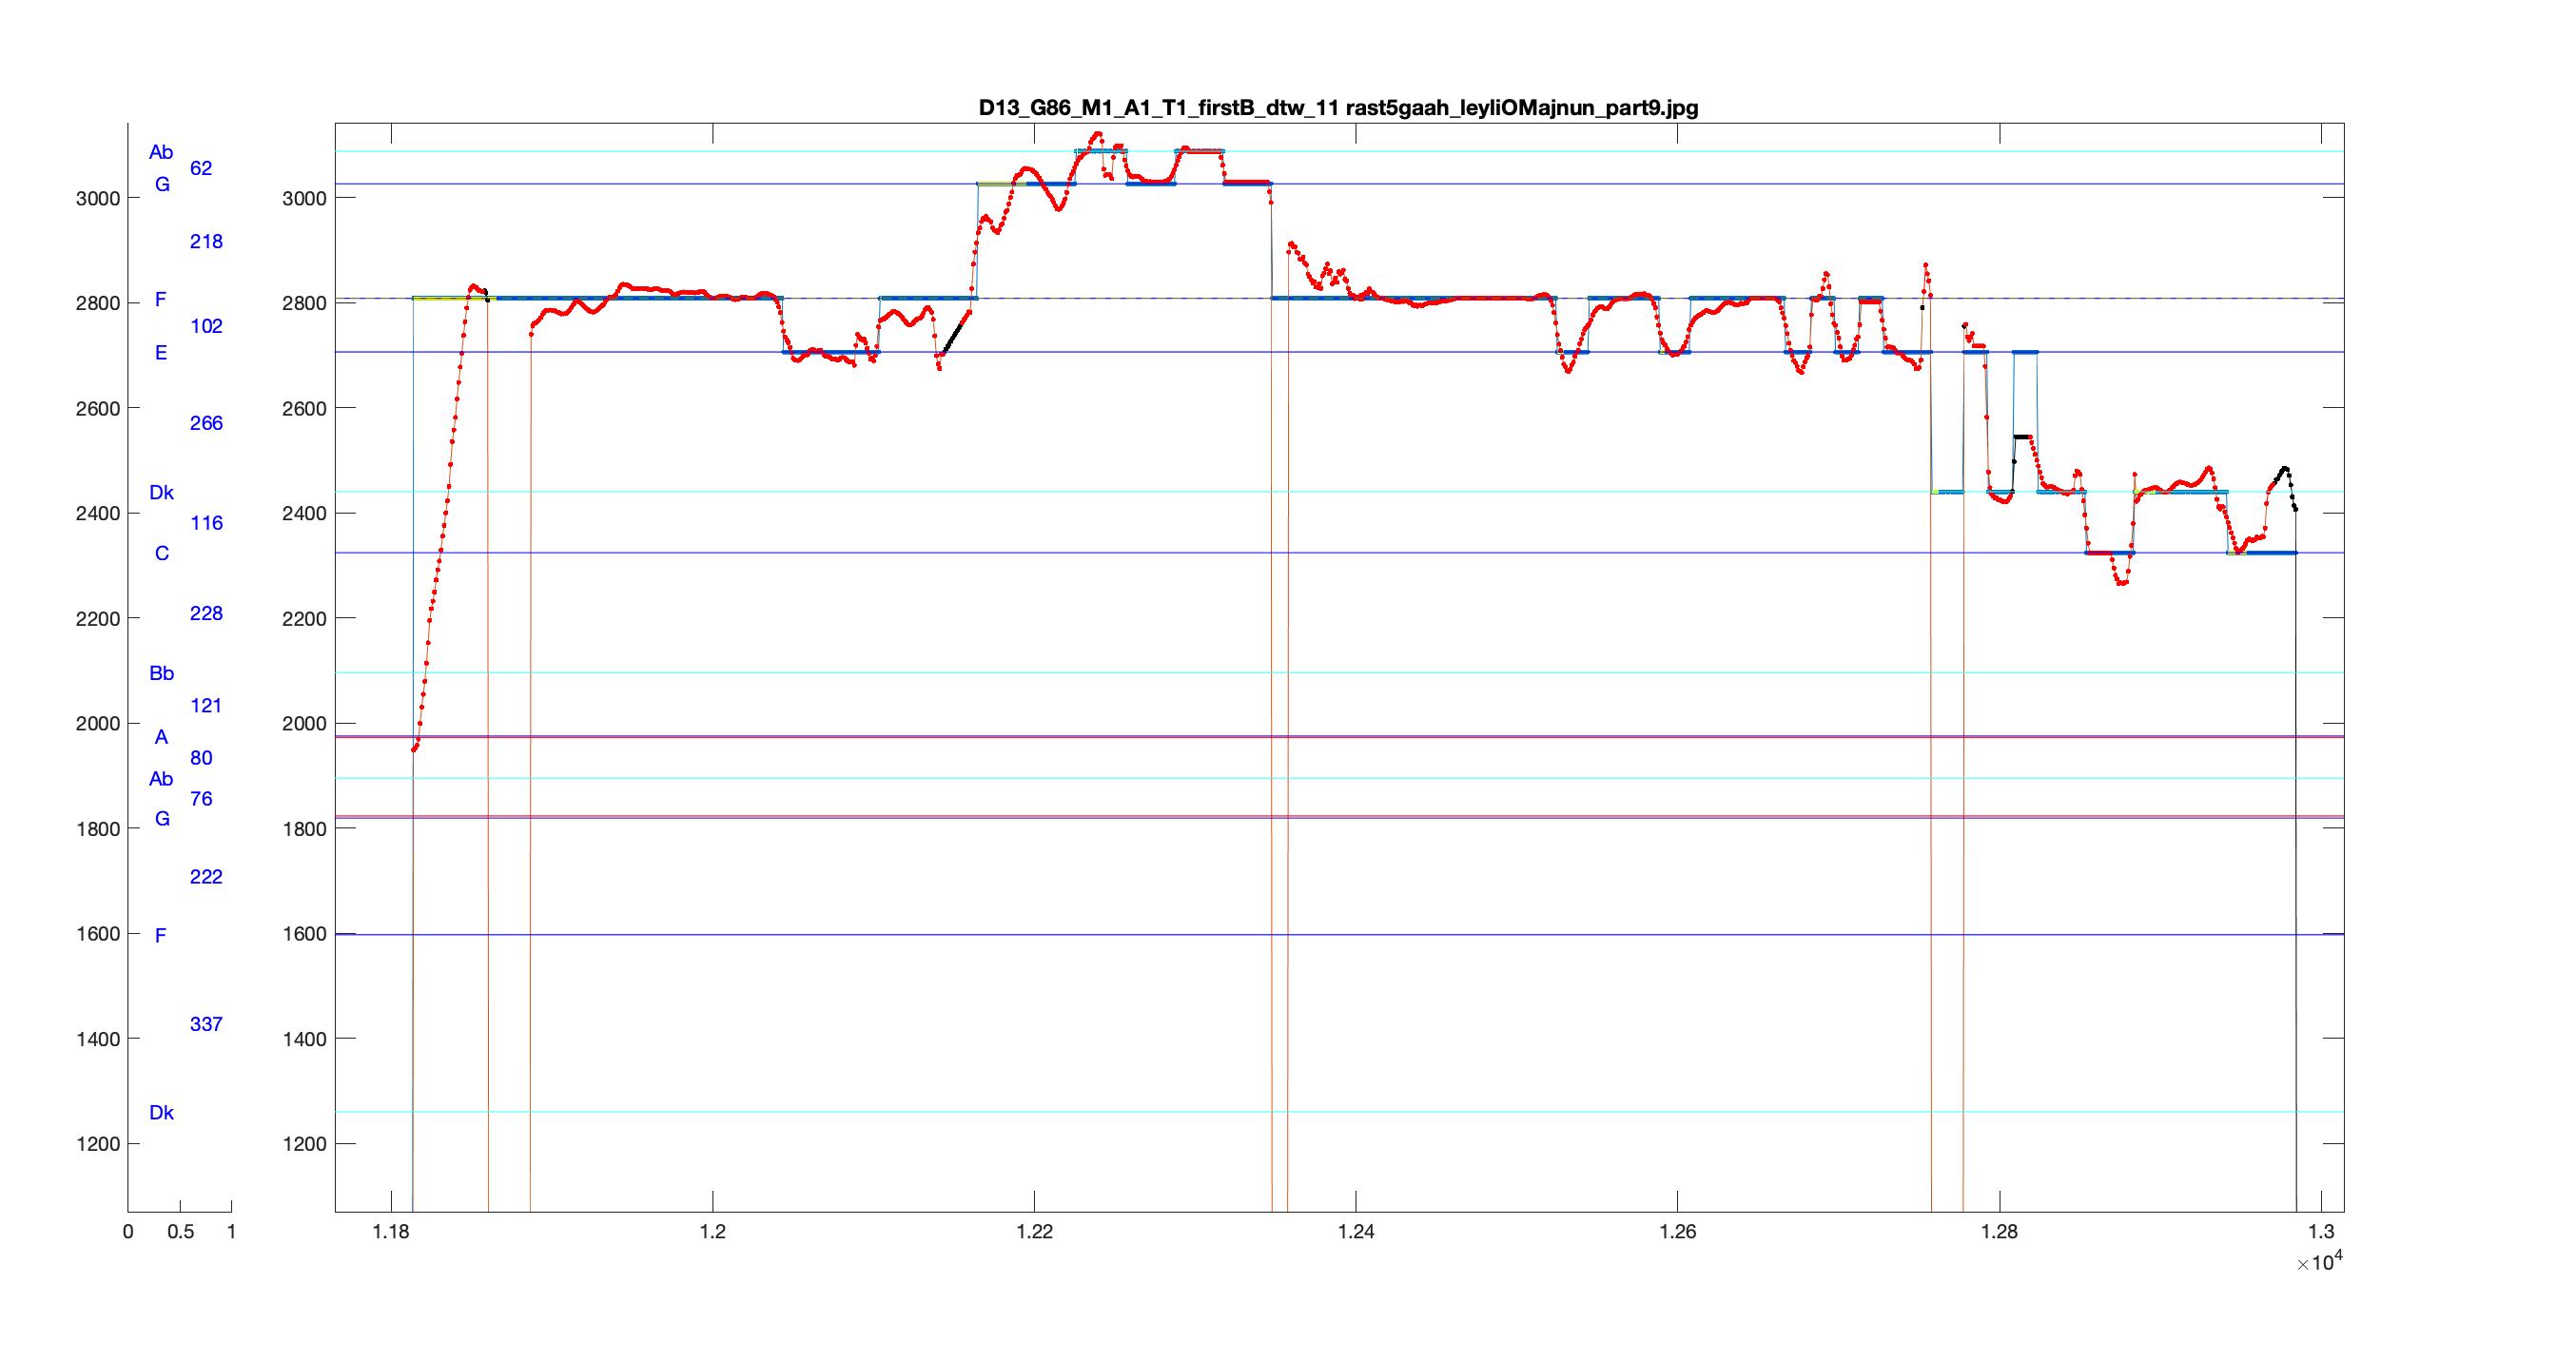 D13_G86_M1_A1_T1_firstB_dtw_11 rast5gaah_leyliOMajnun_part9.jpg
Ab
62
G
3000
3000
218
F
2800
2800
102
E
2600
2600
266
Dk
2400
2400
116
C
2200
2200
228
Bb
121
2000
2000
A
80
Ab
76
G
1800
1800
222
F
1600
1600
337
1400
1400
Dk
1200
1200
0 0.5 1
1.18 1.2 1.22 1.24 1.26 1.28 1.3
×10⁴